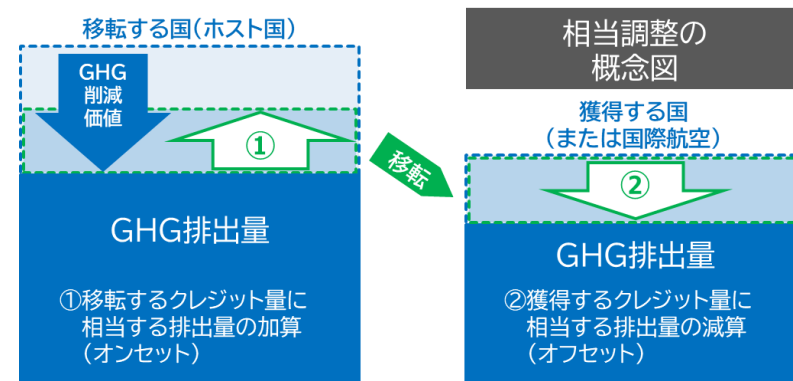 移転する国(ホスト国)
GHG
削減
価値
①
GHG排出量
①移転するクレジット量に
相当する排出量の加算
(オンセット)
移転
相当調整の
概念図
獲得する国
(または国際航空)
②
GHG排出量
②獲得するクレジット量に
相当する排出量の減算
(オフセット)